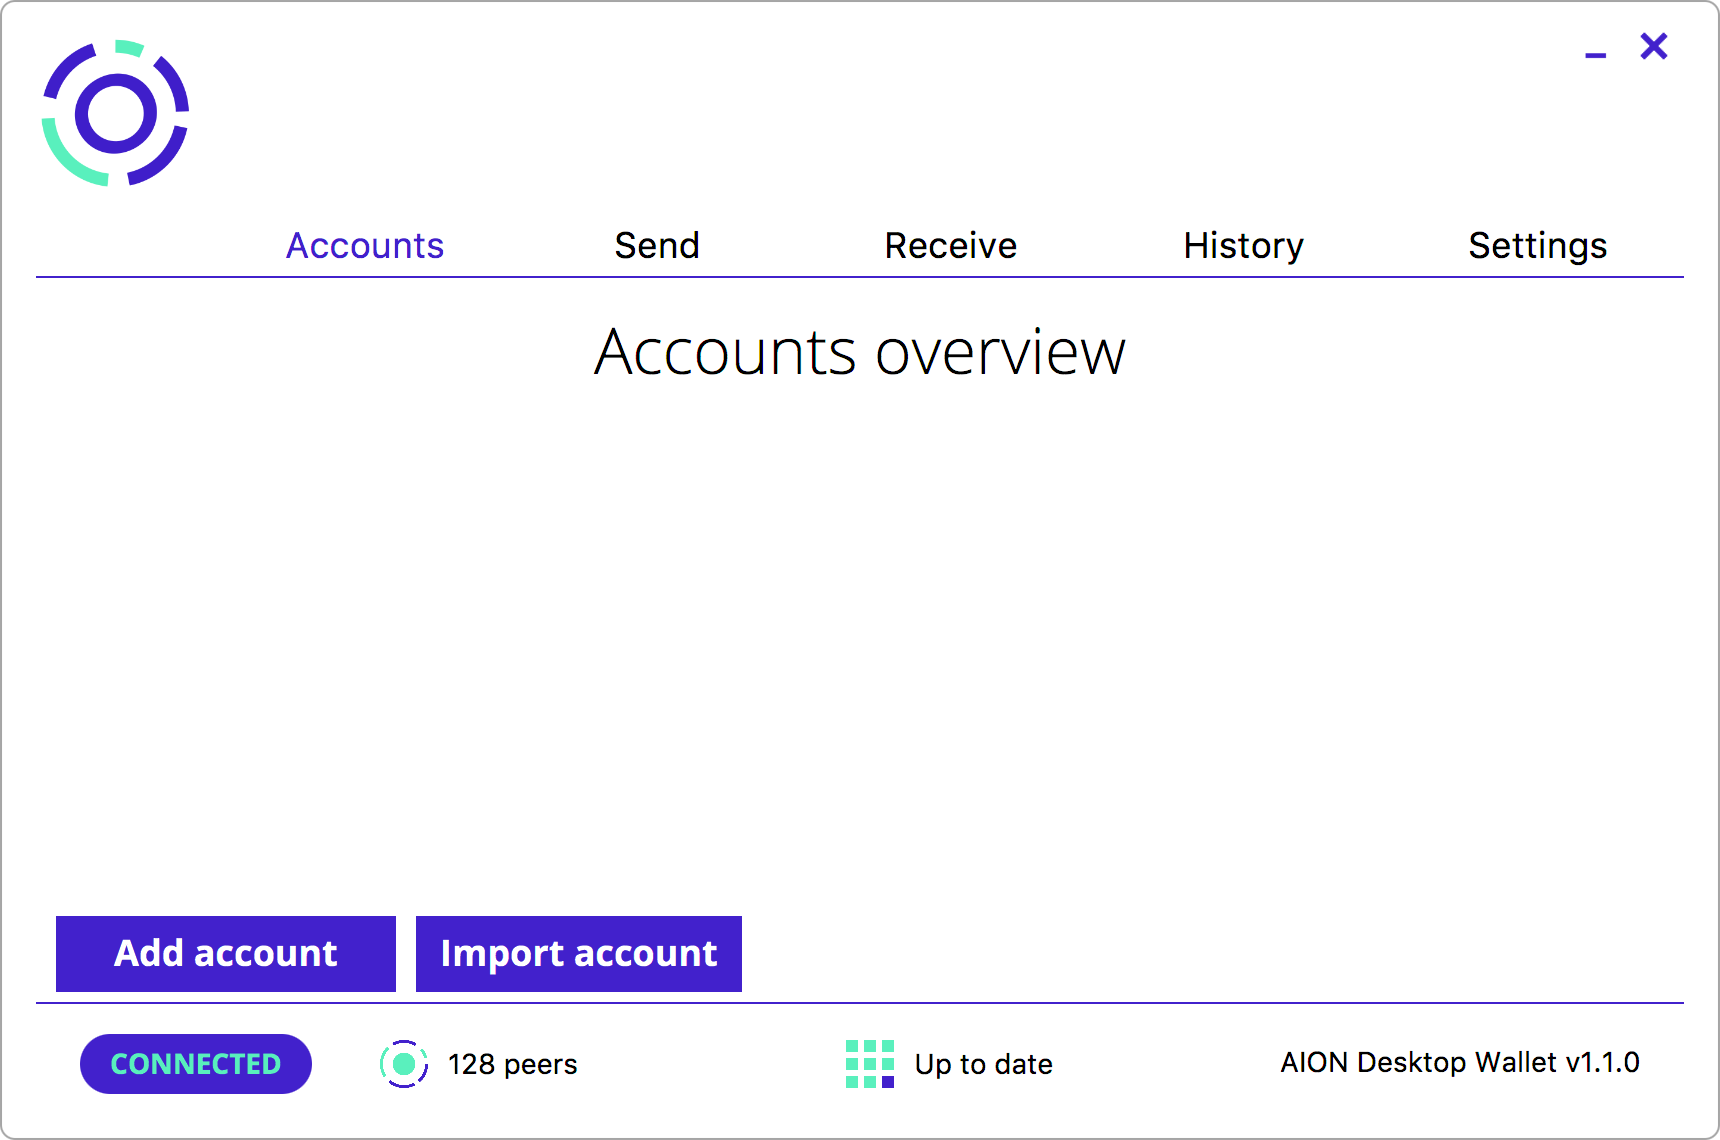 Accounts Send Receive History Settings
Accounts overview
Add account Import account
CONNECTED 128 peers Up to date AION Desktop Wallet v1.1.0